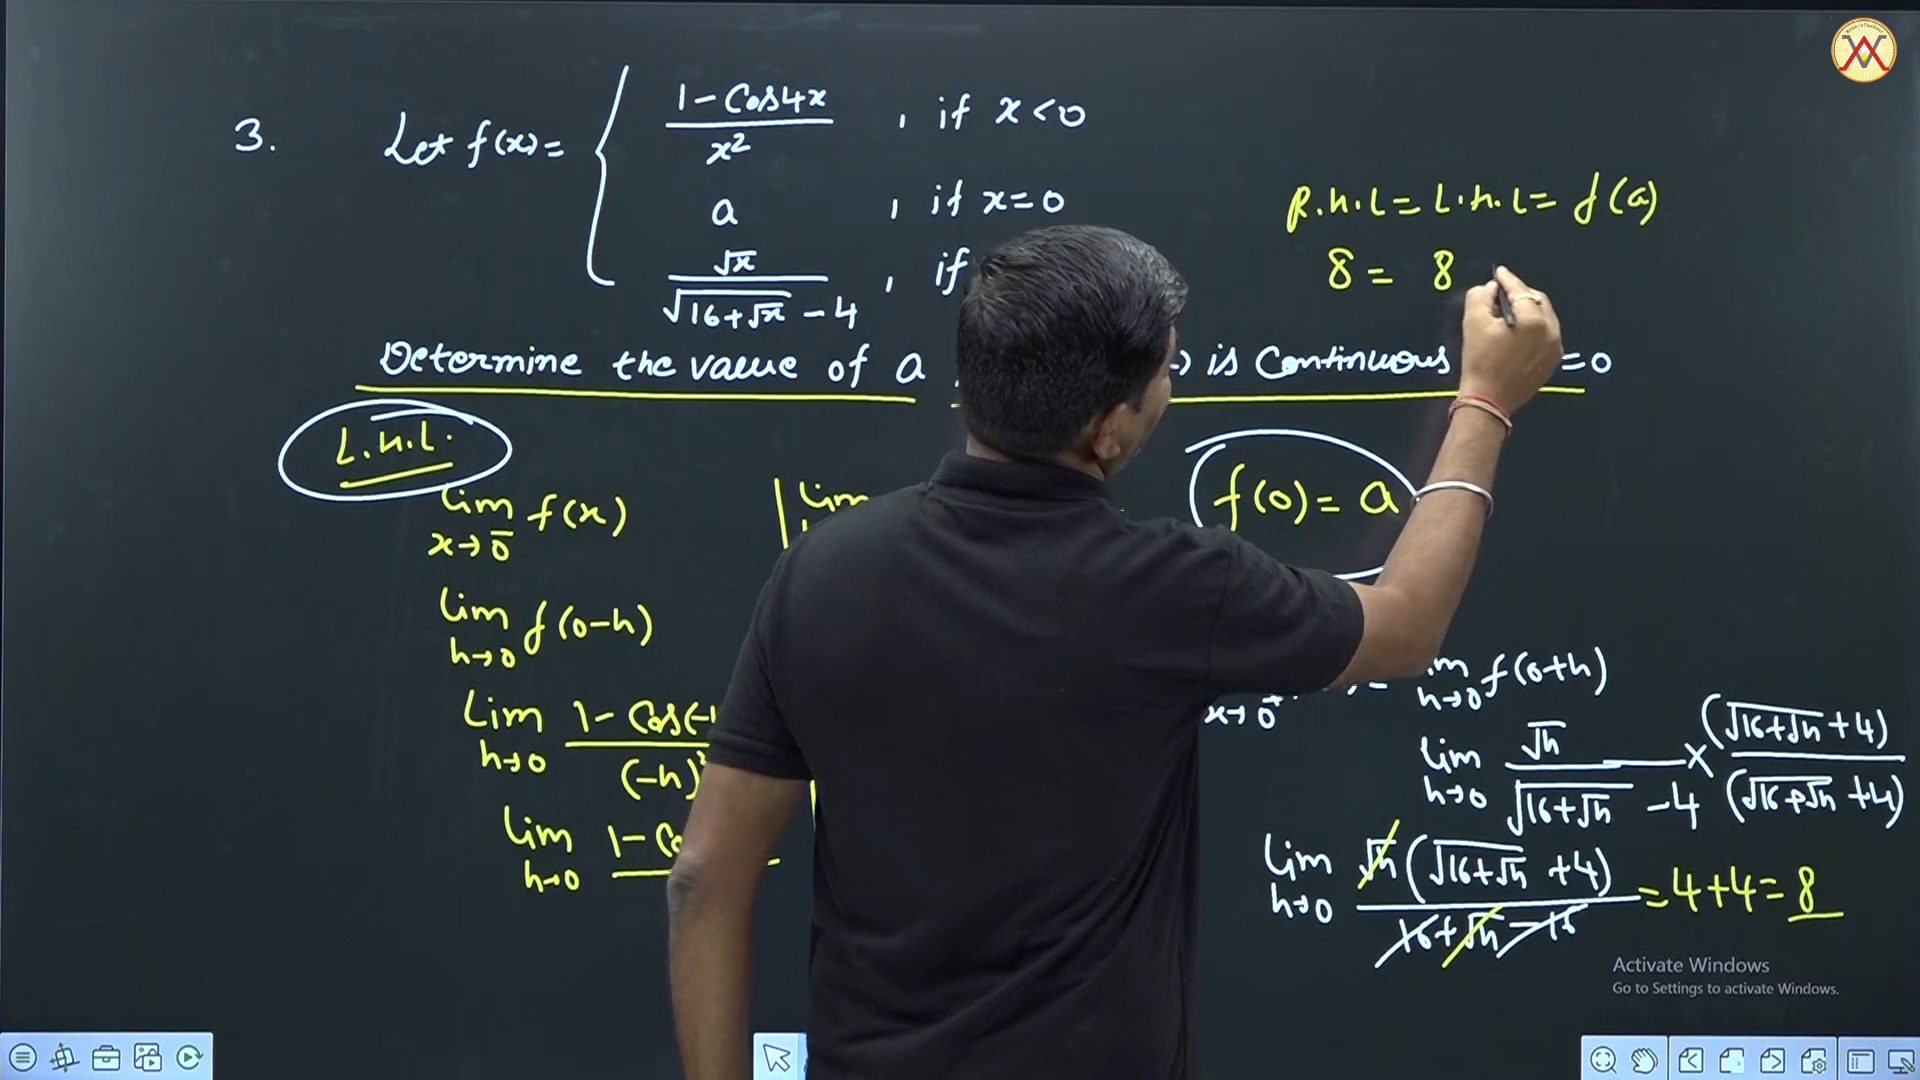 3. Let f(x) = { 1 - Cos4x / x² , if x < 0
a , if x = 0
√x / √16+√x - 4 , if
R.H.L = L.H.L = f(a)
8 = 8
Determine the value of a is Continuous = 0
L.H.L.
lim x→0⁻ f(x)
lim
f(0) = a
lim h→0 f(0-h)
Lim h→0 1 - Cos(-
(-h)²
Lim h→0 1 - Co
x→0⁺ = lim h→0 f(0+h)
lim h→0 √h / √16+√h - 4 × (√16+√h + 4) / (√16+√h + 4)
Lim h→0 √h (√16+√h + 4) / 16+√h - 16 = 4+4 = 8
Activate Windows
Go to Settings to activate Windows.